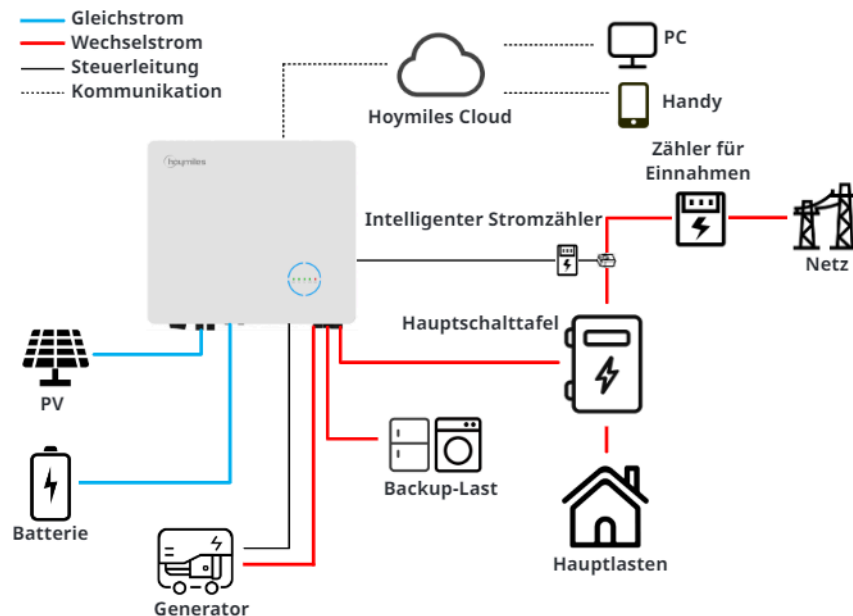 Gleichstrom
Wechselstrom
Steuerleitung
Kommunikation
Hoymiles Cloud
PC
Handy
hoymiles
Zähler für
Einnahmen
Intelligenter Stromzähler
Netz
Hauptschalttafel
PV
Backup-Last
Batterie
Hauptlasten
Generator